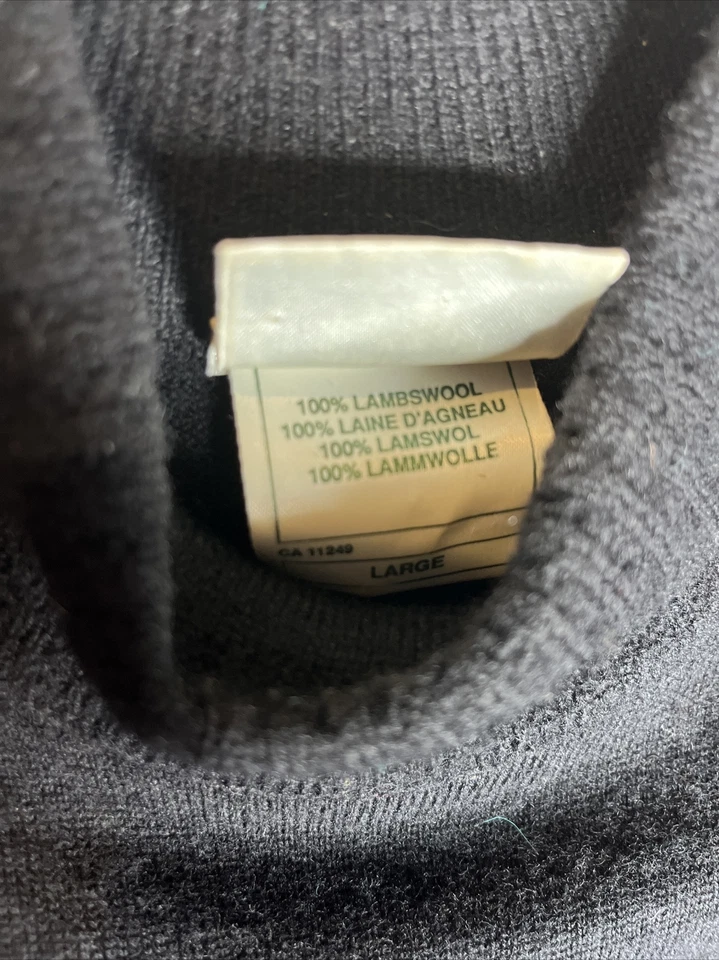 100% LAMBSWOOL
100% LAINE D'AGNEAU
100% LAMSWOL
100% LAMMWOLLE
CA 11249
LARGE